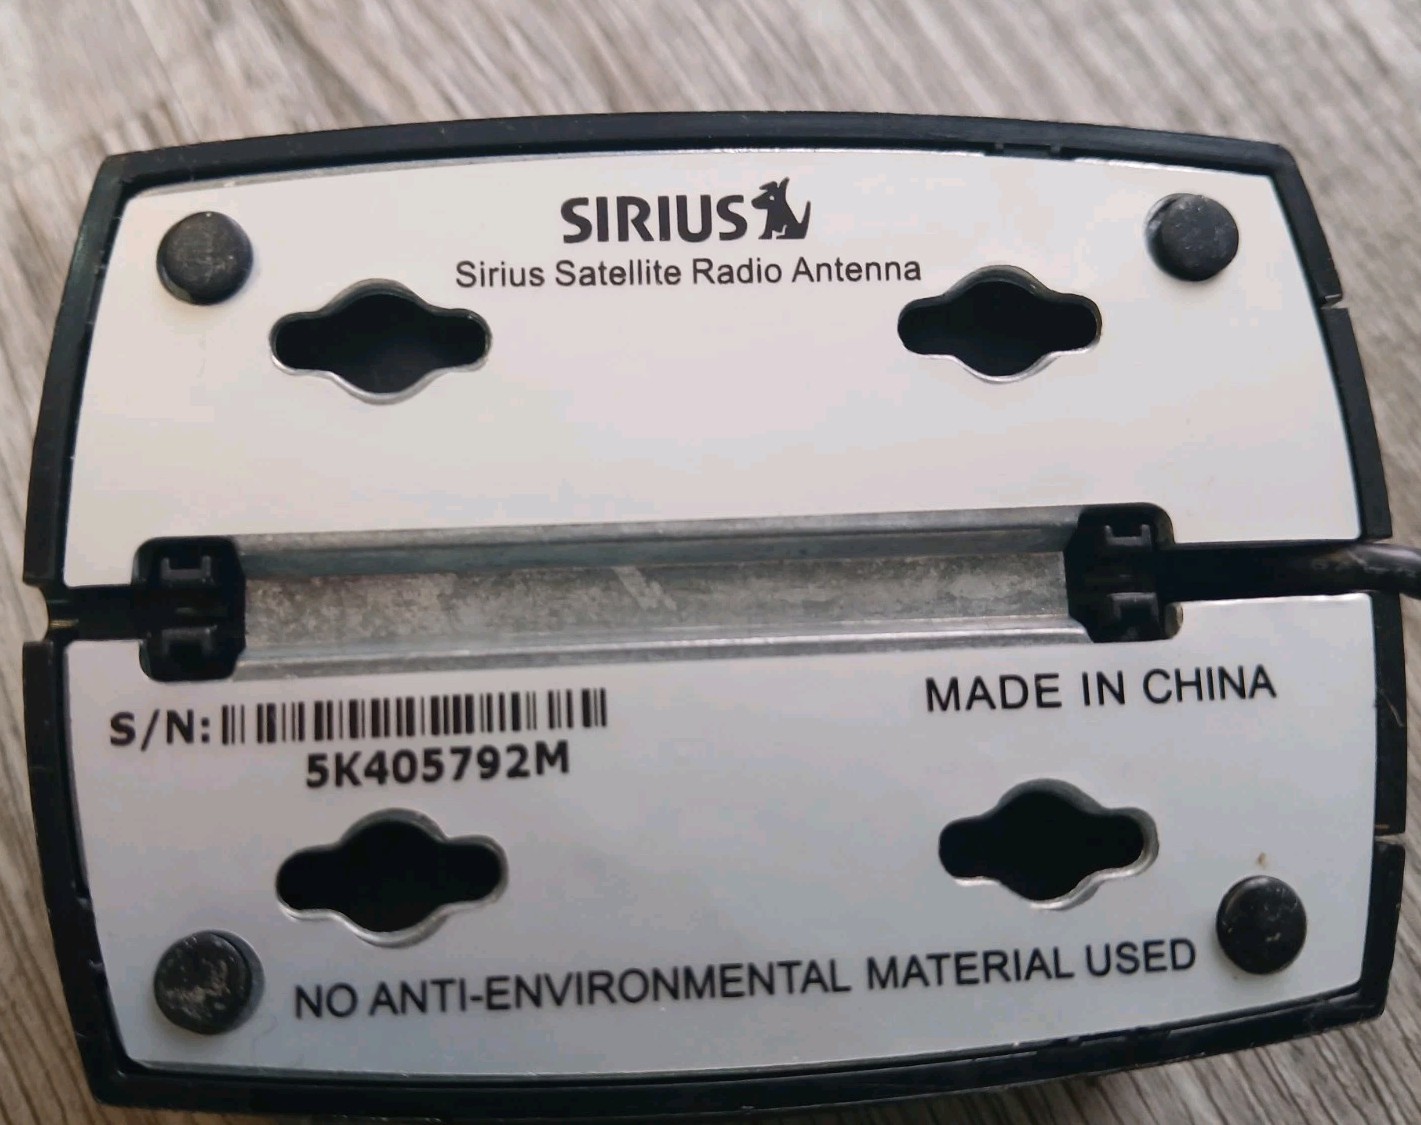 SIRIUS
Sirius Satellite Radio Antenna
S/N:
5K405792M
MADE IN CHINA
NO ANTI-ENVIRONMENTAL MATERIAL USED